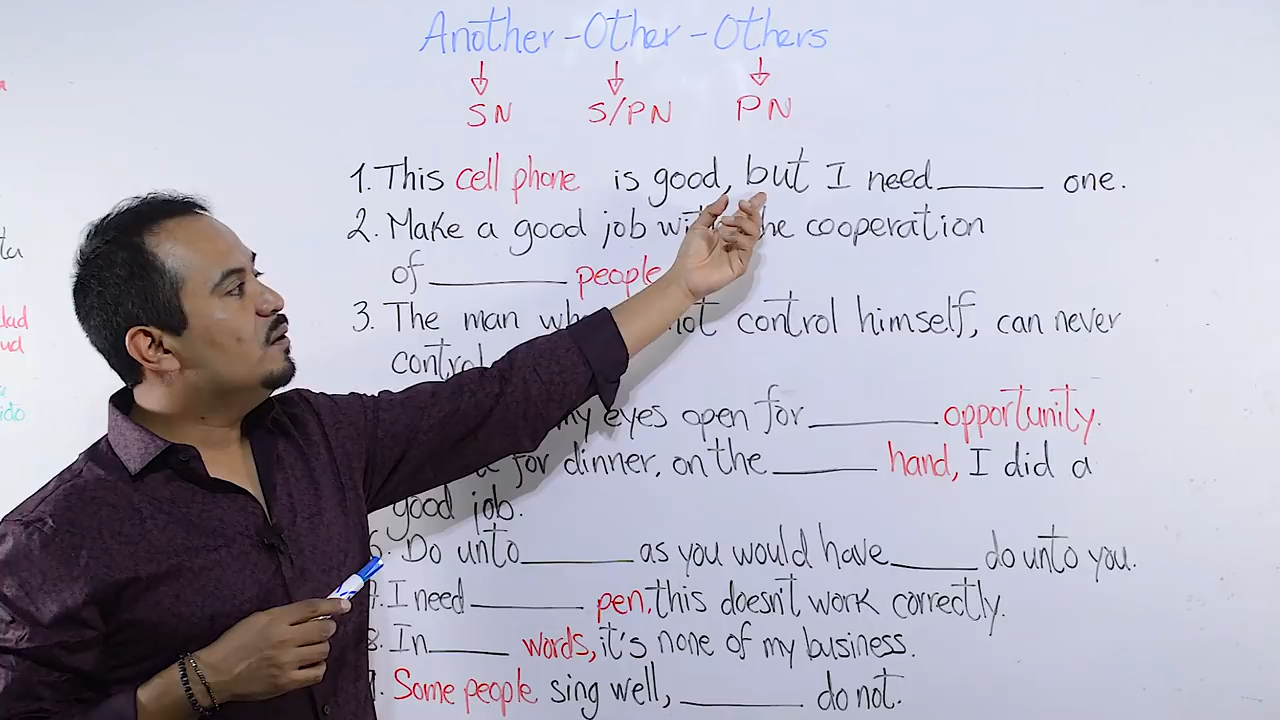 Another - Other - Others
SN S/PN PN
1. This cell phone is good, but I need ______ one.
2. Make a good job the cooperation
of ______ people
3. The man not control himself, can never
control
eyes open for ______ opportunity.
for dinner, on the ______ hand, I did a
good job.
6. Do unto ______ as you would have ______ do unto you.
7. I need ______ pen, this doesn't work correctly.
8. In ______ words, it's none of my business.
Some people sing well, ______ do not.